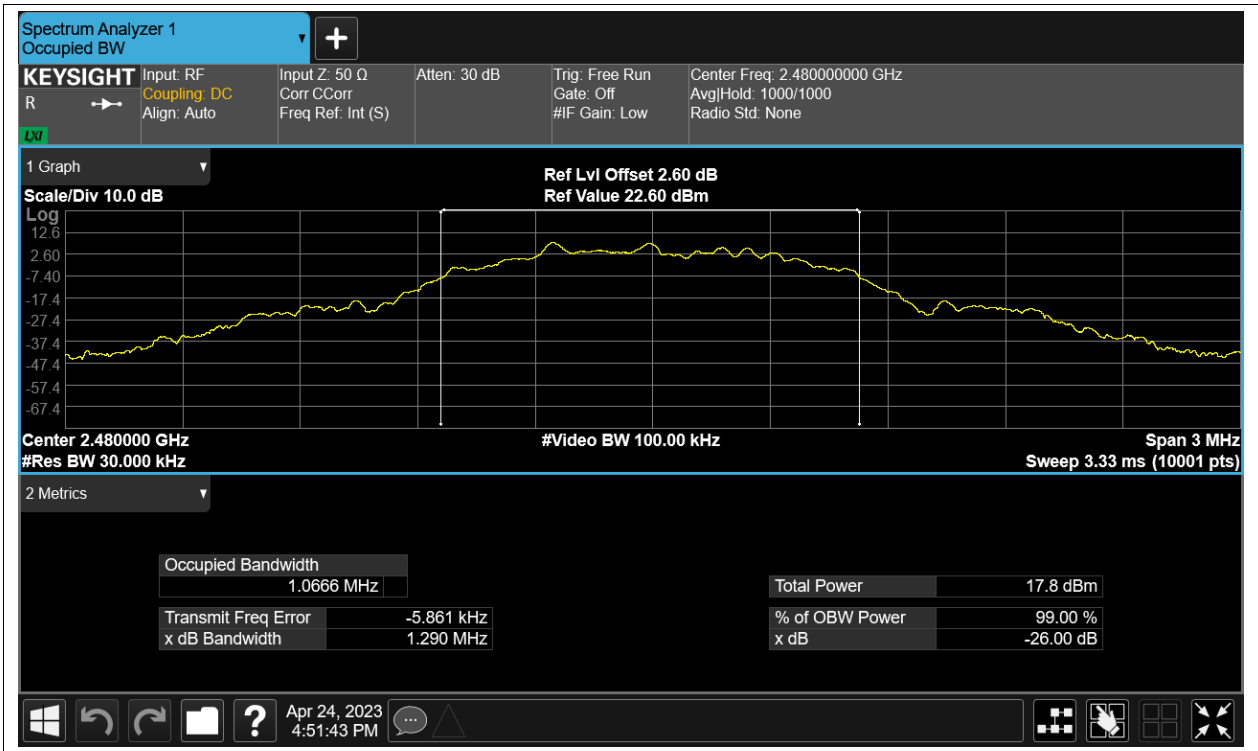 Spectrum Analyzer 1
Occupied BW
KEYSIGHT
R
LXI
Input: RF
Coupling: DC
Align: Auto
Input Z: 50 Ω
Corr CCorr
Freq Ref: Int (S)
Atten: 30 dB
Trig: Free Run
Gate: Off
#IF Gain: Low
Center Freq: 2.480000000 GHz
Avg|Hold: 1000/1000
Radio Std: None
1 Graph
Scale/Div 10.0 dB
Ref Lvl Offset 2.60 dB
Ref Value 22.60 dBm
Log
12.6
2.60
-7.40
-17.4
-27.4
-37.4
-47.4
-57.4
-67.4
Center 2.480000 GHz
#Video BW 100.00 kHz
Span 3 MHz
#Res BW 30.000 kHz
Sweep 3.33 ms (10001 pts)
2 Metrics
Occupied Bandwidth
1.0666 MHz
Total Power 17.8 dBm
Transmit Freq Error -5.861 kHz
% of OBW Power 99.00 %
x dB Bandwidth 1.290 MHz
x dB -26.00 dB
?
Apr 24, 2023
4:51:43 PM